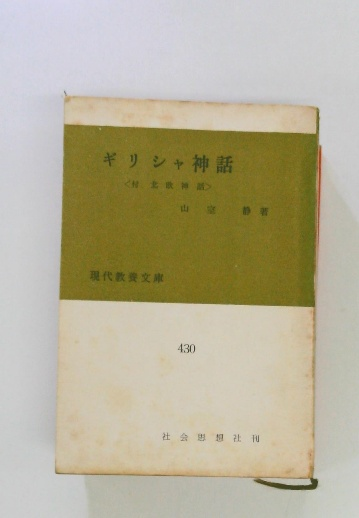 ギリシャ神話
〈付 北欧神話〉
山室 静著
現代教養文庫
430
社会思想社刊